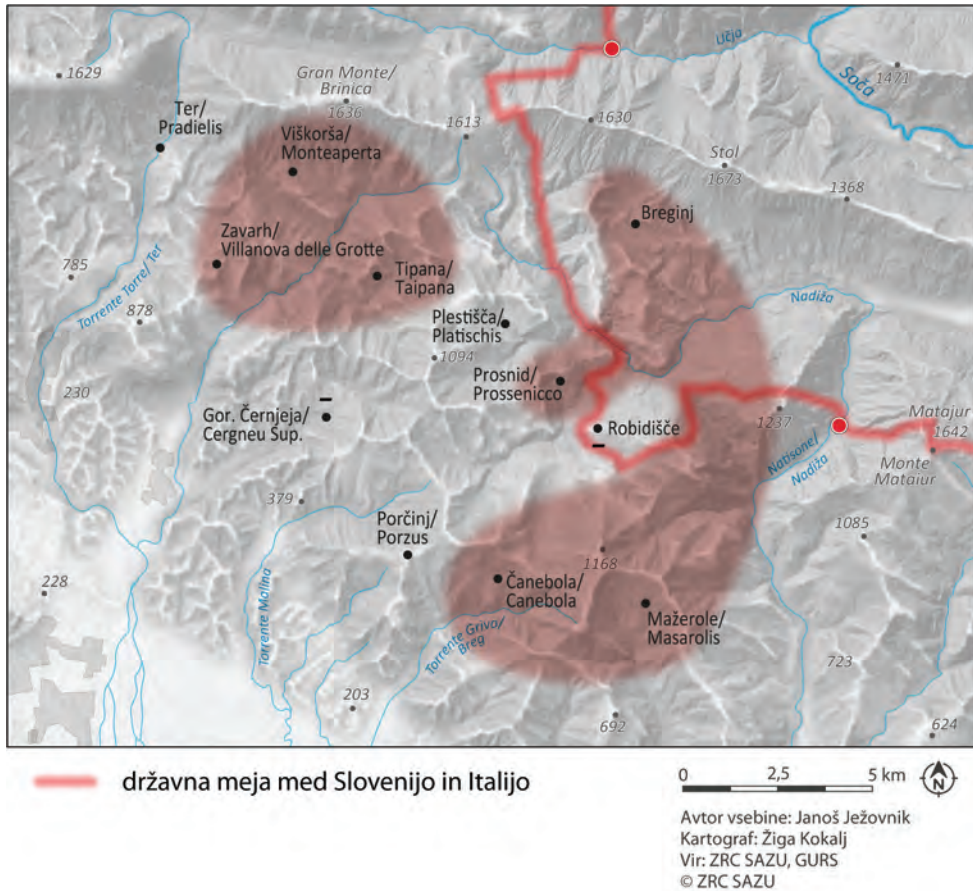 1629
Gran Monte/
Brinica
1636
Učja
Soča
1471
Ter/
Pradielis
1613
1630
Viškorša/
Monteaperta
Stol
1673
1368
Breginj
Zavarh/
Villanova delle Grotte
Tipana/
Taipana
785
Torrente Torre/Ter
878
Nadiža
Plestišča/
Platischis
1094
230
Prosnid/
Prossenicco
Gor. Černjeja/
Cergneu Sup.
Robidišče
1237
Matajur
1642
Natisone/
Nadiža
Monte
Mataiur
379
Porčinj/
Porzus
1085
228
Torrente Malina
1168
Čanebola/
Canebola
Mažerole/
Masarolis
Torrente Grivo/
Breg
723
203
692
624
državna meja med Slovenijo in Italijo
0 2,5 5 km
N
Avtor vsebine: Janoš Ježovnik
Kartograf: Žiga Kokalj
Vir: ZRC SAZU, GURS
© ZRC SAZU